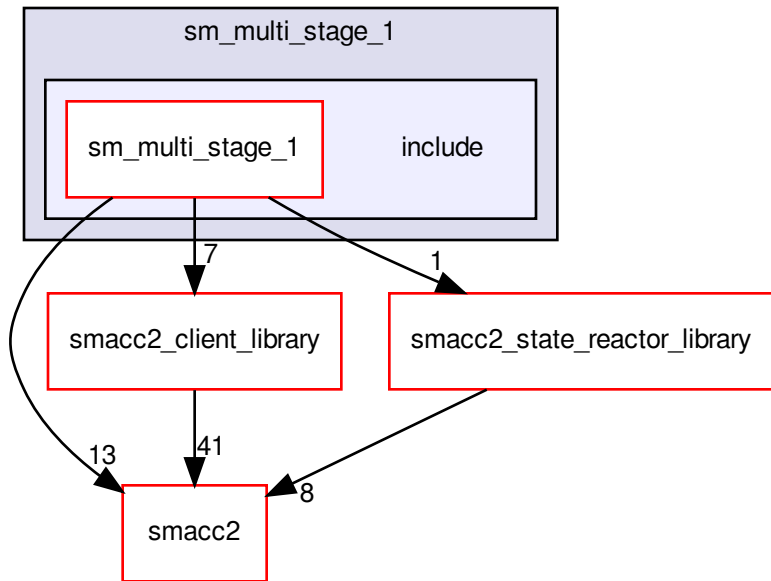 sm_multi_stage_1
sm_multi_stage_1
include
7
1
smacc2_client_library
smacc2_state_reactor_library
13
41
8
smacc2